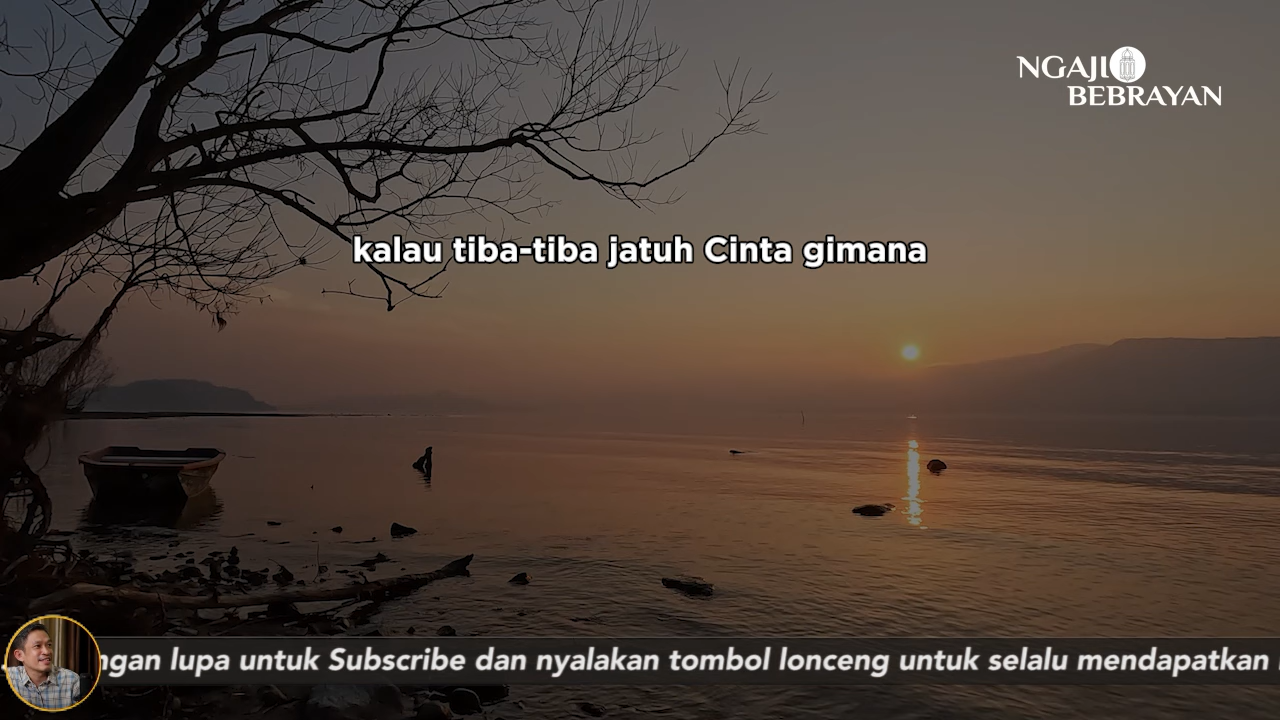 NGAJI
BEBRAYAN
kalau tiba-tiba jatuh Cinta gimana
ngan lupa untuk Subscribe dan nyalakan tombol lonceng untuk selalu mendapatkan